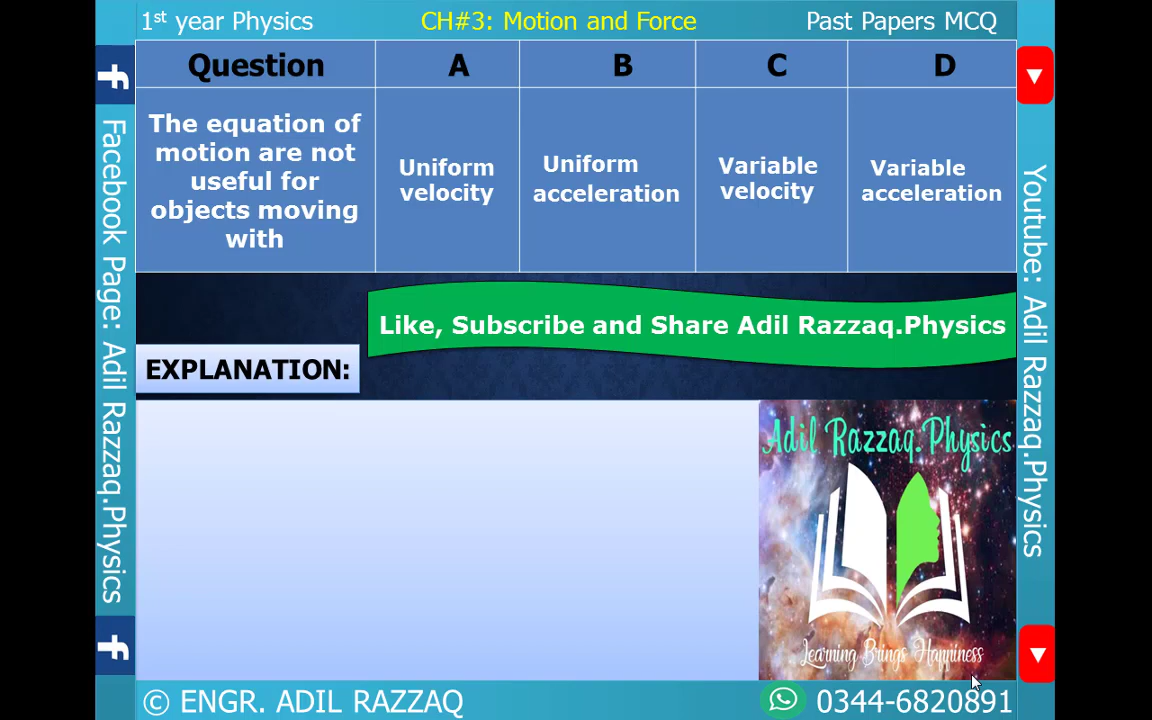 1st year Physics CH#3: Motion and Force Past Papers MCQ
Question A B C D
The equation of
motion are not
useful for
objects moving
with
Uniform
velocity
Uniform
acceleration
Variable
velocity
Variable
acceleration
Like, Subscribe and Share Adil Razzaq.Physics
EXPLANATION:
Adil Razzaq.Physics
Learning Brings Happiness
Facebook Page: Adil Razzaq.Physics
Youtube: Adil Razzaq.Physics
© ENGR. ADIL RAZZAQ 0344-6820891